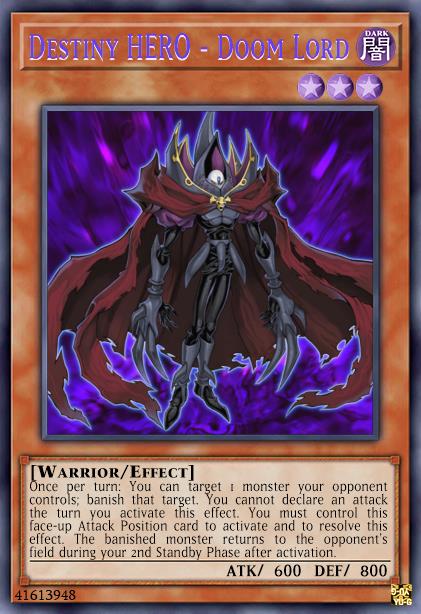 Destiny HERO - Doom Lord
DARK
闇
[Warrior/Effect]
Once per turn: You can target 1 monster your opponent
controls; banish that target. You cannot declare an attack
the turn you activate this effect. You must control this
face-up Attack Position card to activate and to resolve this
effect. The banished monster returns to the opponent's
field during your 2nd Standby Phase after activation.
ATK/ 600 DEF/ 800
41613948